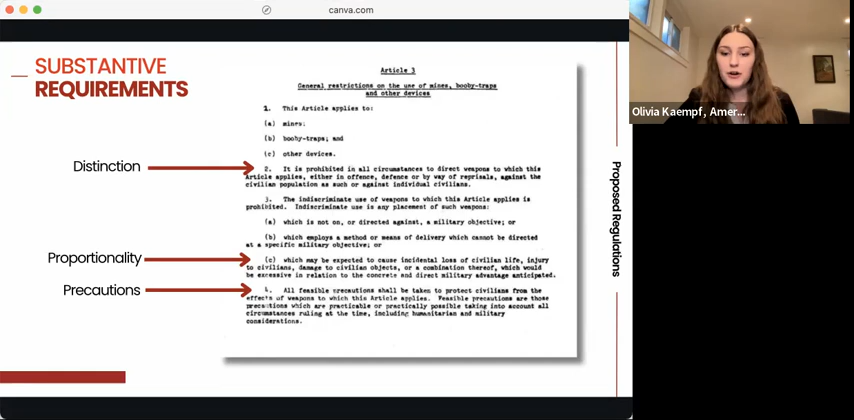 canva.com
SUBSTANTIVE
REQUIREMENTS
Article 3
General restrictions on the use of mines, booby-traps
and other devices
1. This Article applies to:
(a) mines;
(b) booby-traps; and
(c) other devices.
Distinction
2. It is prohibited in all circumstances to direct weapons to which this
Article applies, either in offence, defence or by way of reprisals, against the
civilian population as such or against individual civilians.
3. The indiscriminate use of weapons to which this Article applies is
prohibited. Indiscriminate use is any placement of such weapons:
(a) which is not on, or directed against, a military objective; or
(b) which employs a method or means of delivery which cannot be directed
at a specific military objective; or
Proportionality
(c) which may be expected to cause incidental loss of civilian life, injury
to civilians, damage to civilian objects, or a combination thereof, which would
be excessive in relation to the concrete and direct military advantage anticipated.
Precautions
4. All feasible precautions shall be taken to protect civilians from the
effects of weapons to which this Article applies. Feasible precautions are those
precautions which are practicable or practically possible taking into account all
circumstances ruling at the time, including humanitarian and military
considerations.
Proposed Regulations
Olivia Kaempf, Amer...